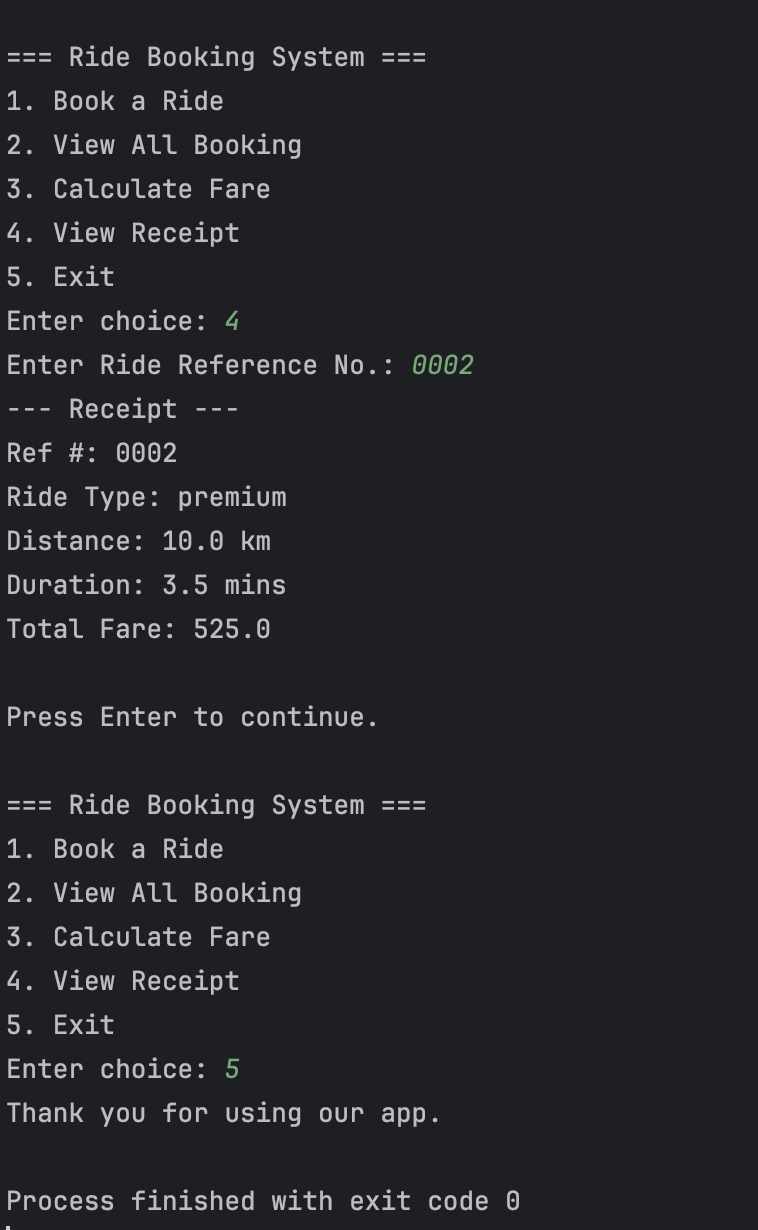 === Ride Booking System ===
1. Book a Ride
2. View All Booking
3. Calculate Fare
4. View Receipt
5. Exit
Enter choice: 4
Enter Ride Reference No.: 0002
--- Receipt ---
Ref #: 0002
Ride Type: premium
Distance: 10.0 km
Duration: 3.5 mins
Total Fare: 525.0
Press Enter to continue.
=== Ride Booking System ===
1. Book a Ride
2. View All Booking
3. Calculate Fare
4. View Receipt
5. Exit
Enter choice: 5
Thank you for using our app.
Process finished with exit code 0